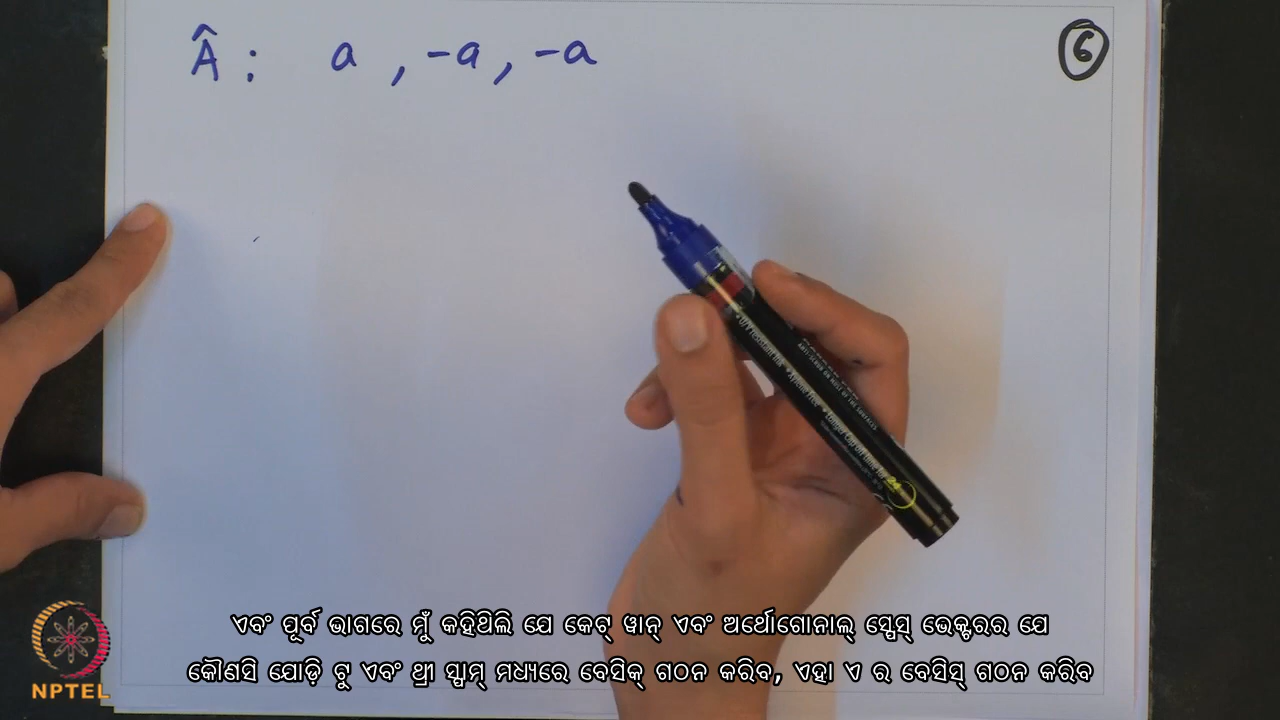 Â : a , -a , -a
6
ଏବଂ ପୂର୍ବ ଭାଗରେ ମୁଁ କହିଥିଲି ଯେ କେଟ୍ ୱାନ୍ ଏବଂ ଅର୍ଥୋଗୋନାଲ୍ ସ୍ପେସ୍ ଭେକ୍ଟରର ଯେ
କୌଣସି ଯୋଡ଼ି ଟୁ ଏବଂ ଥ୍ରୀ ସ୍ପାମ୍ ମଧ୍ୟରେ ବେସିକ୍ ଗଠନ କରିବ, ଏହା ଏ ର ବେସିସ୍ ଗଠନ କରିବ
NPTEL